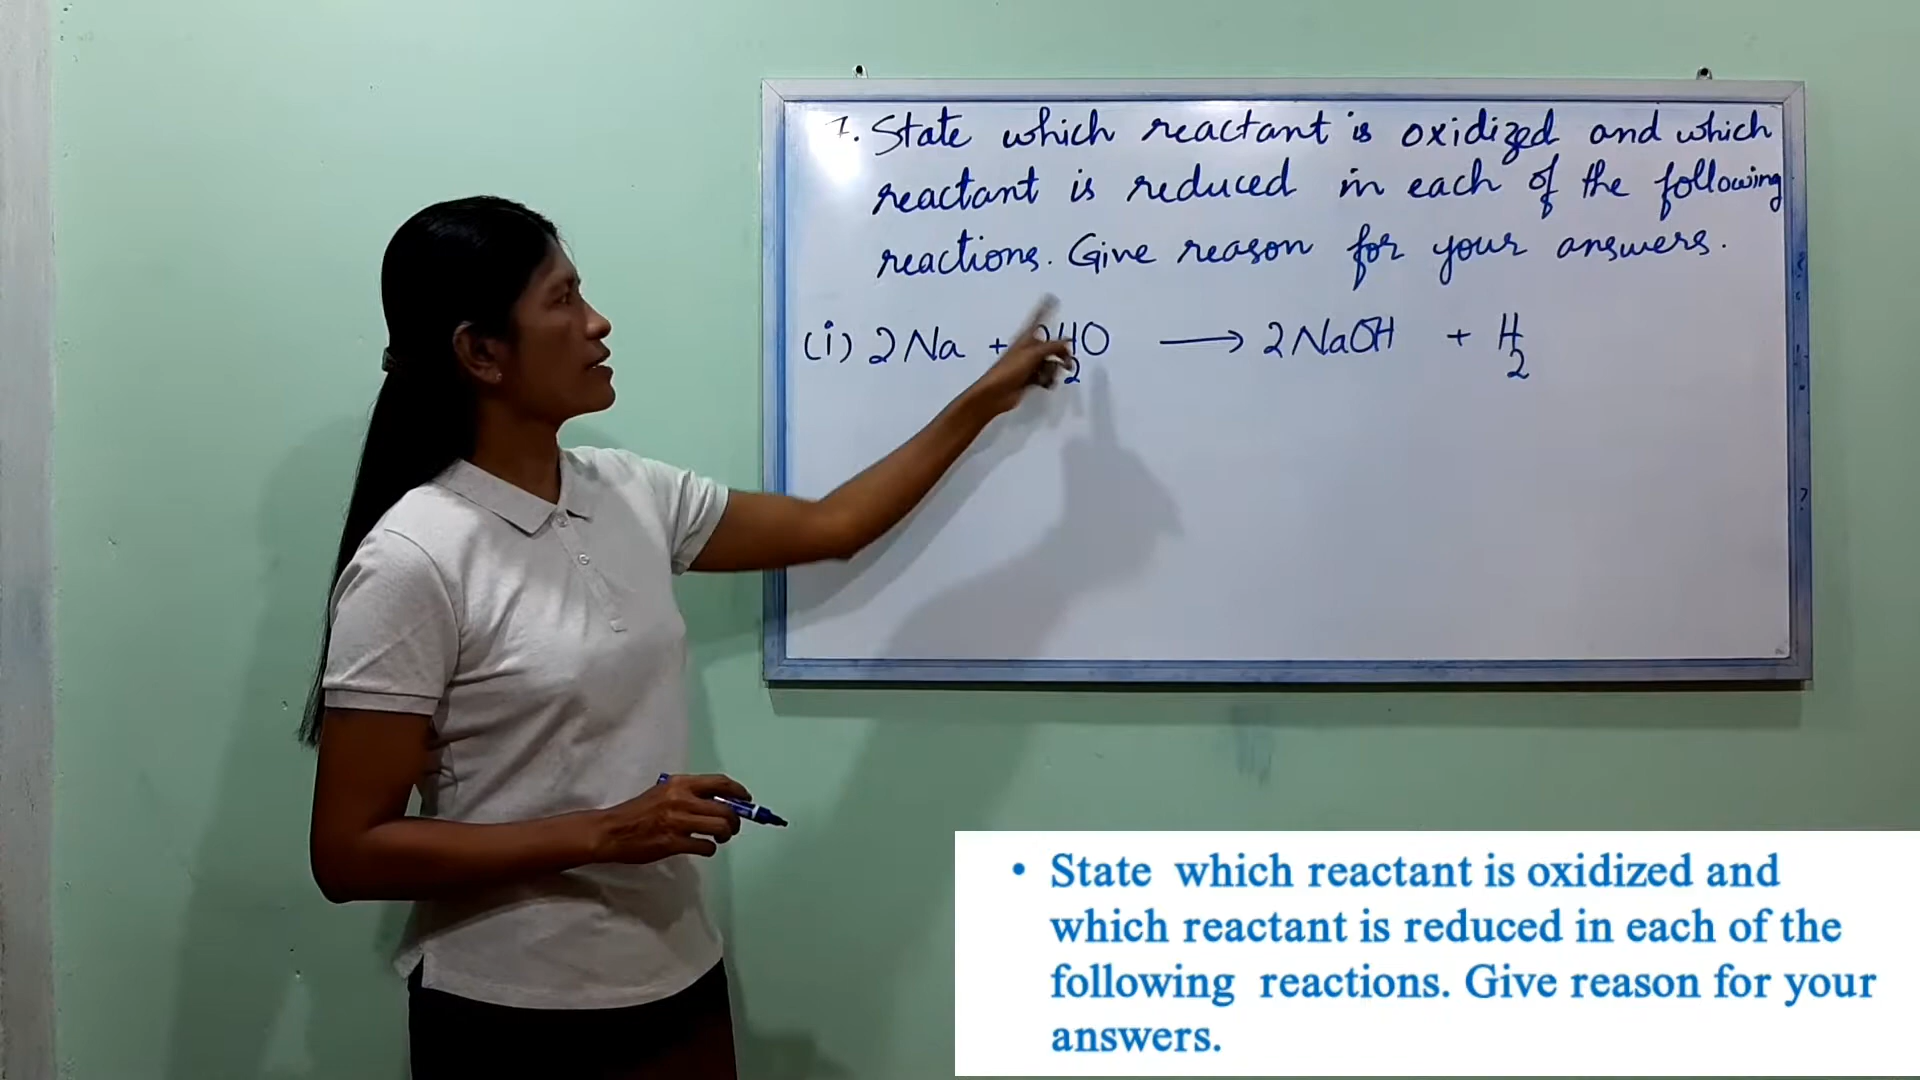 7. State which reactant is oxidized and which
reactant is reduced in each of the following
reactions. Give reason for your answers.
(i) 2Na + 2H₂O ⟶ 2NaOH + H₂
• State which reactant is oxidized and
which reactant is reduced in each of the
following reactions. Give reason for your
answers.